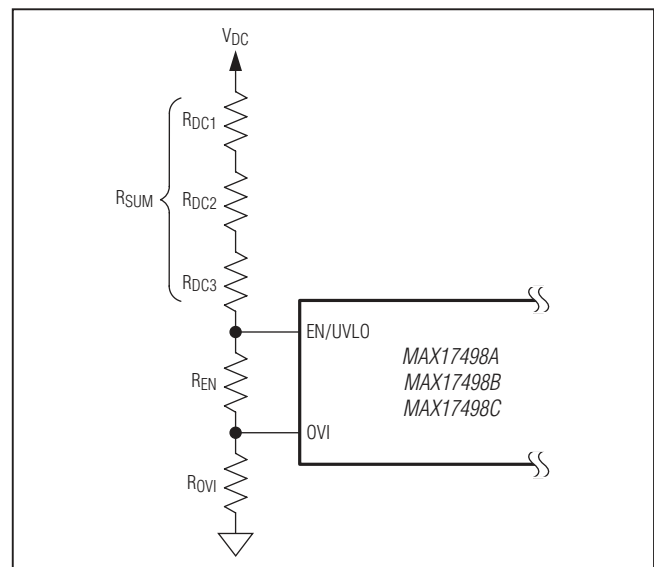 VDC
RDC1
RDC2
RSUM
RDC3
EN/UVLO
MAX17498A
MAX17498B
MAX17498C
REN
OVI
ROVI